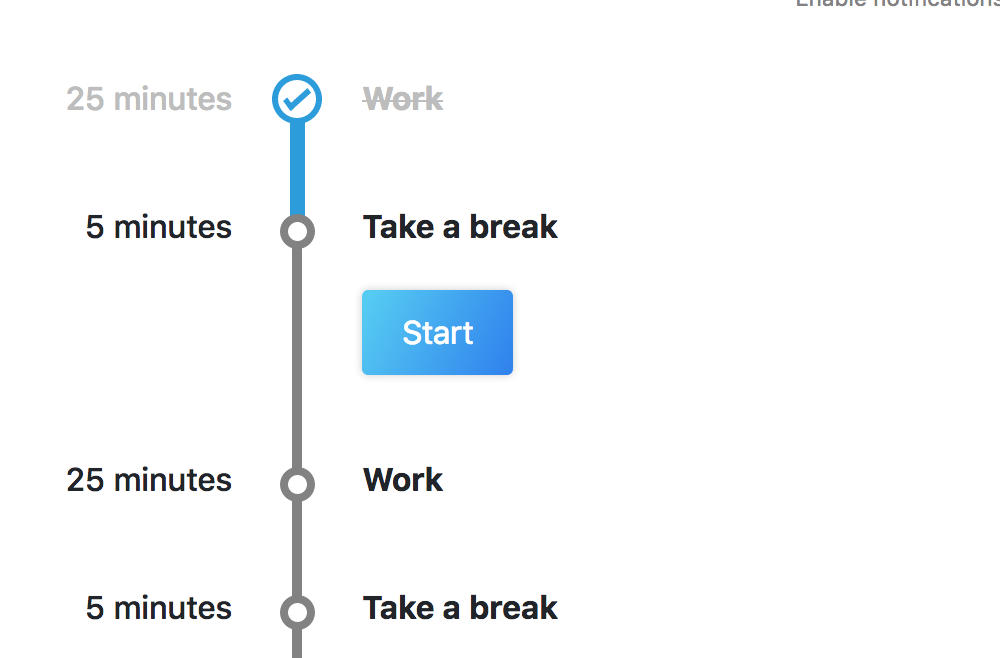 Enable notifications
25 minutes Work
5 minutes Take a break
Start
25 minutes Work
5 minutes Take a break